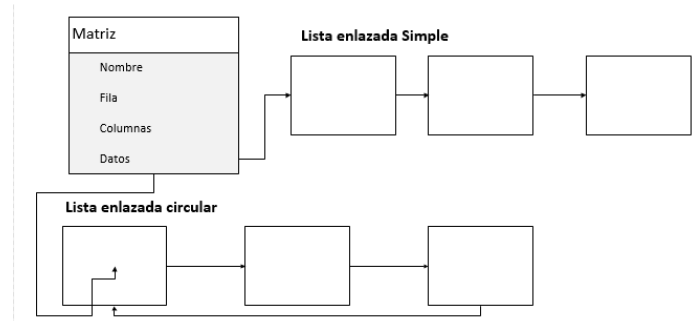 Matriz
Lista enlazada Simple
Nombre
Fila
Columnas
Datos
Lista enlazada circular